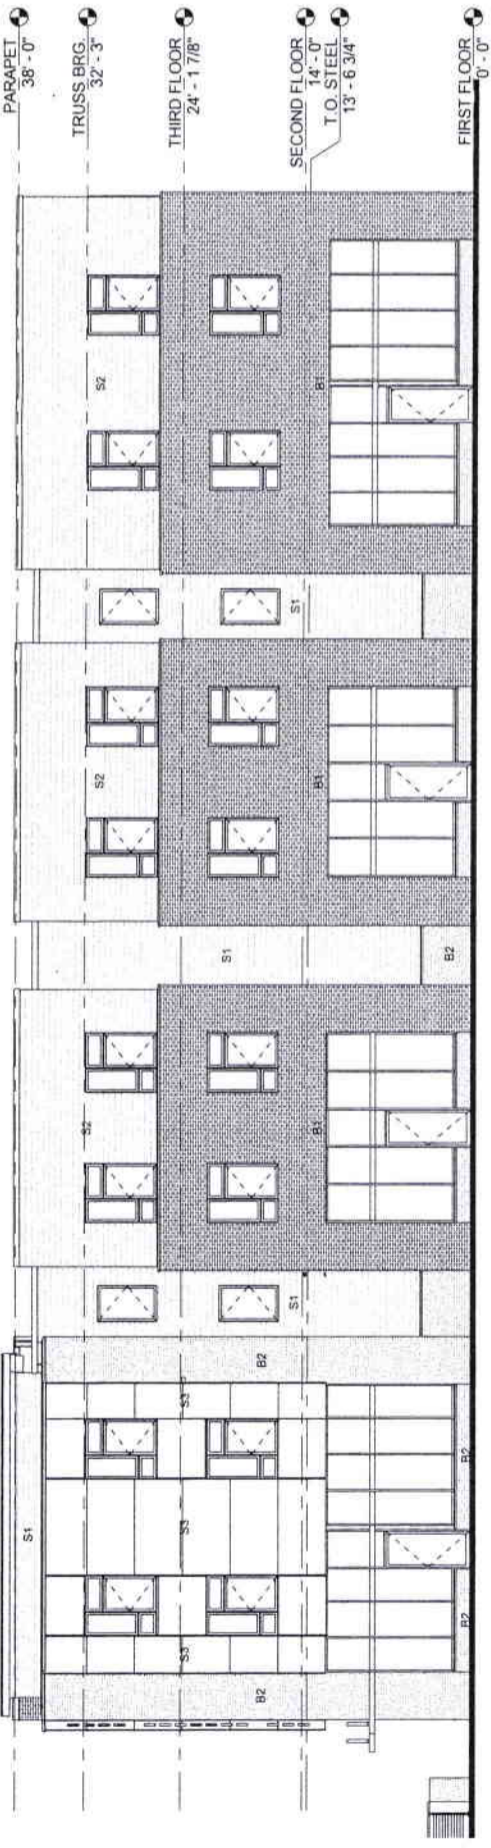 PARAPET
38' - 0"
TRUSS BRG.
32' - 3"
THIRD FLOOR
24' - 1 7/8"
SECOND FLOOR
14' - 0"
T.O. STEEL
13' - 6 3/4"
FIRST FLOOR
0' - 0"
S2
B1
S1
S2
B1
S1
B2
S2
B1
S1
B2
S3
S1
S3
S3
B2
B2
B2